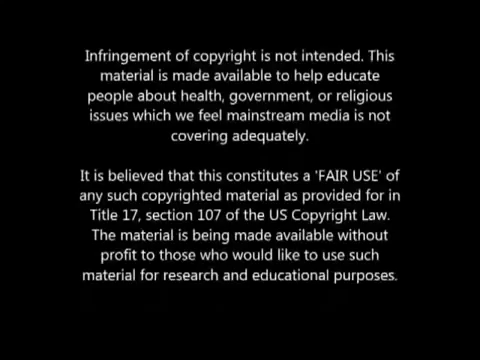 Infringement of copyright is not intended. This
material is made available to help educate
people about health, government, or religious
issues which we feel mainstream media is not
covering adequately.
It is believed that this constitutes a 'FAIR USE' of
any such copyrighted material as provided for in
Title 17, section 107 of the US Copyright Law.
The material is being made available without
profit to those who would like to use such
material for research and educational purposes.